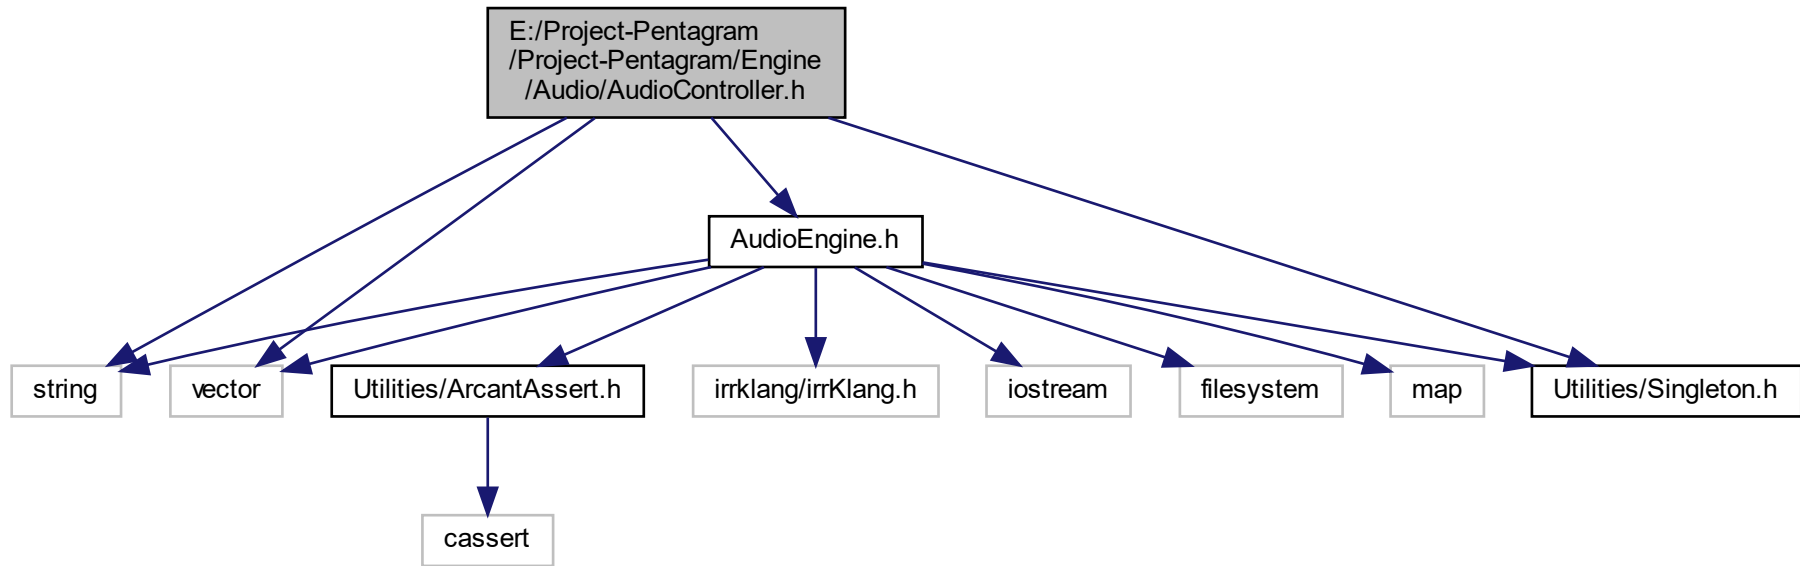 E:/Project-Pentagram
/Project-Pentagram/Engine
/Audio/AudioController.h
AudioEngine.h
string
vector
Utilities/ArcantAssert.h
irrklang/irrKlang.h
iostream
filesystem
map
Utilities/Singleton.h
cassert